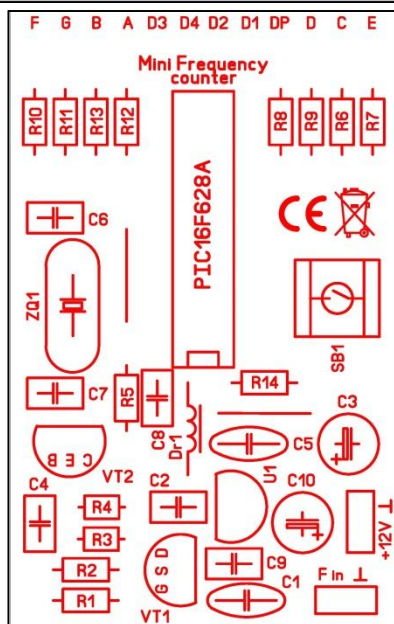 F G B A D3 D4 D2 D1 DP D C E
Mini Frequency
counter
R10 R11 R13 R12 R8 R9 R6 R7
PIC16F628A
C6
CE
ZQ1
SB1
C7 R5 C8 Dr1 R14 C3
C5
C E B
VT2
U1
C4 R4 C2 C10
R3
+12V ⊥
R2 G S D C9
R1 VT1 C1 F in ⊥